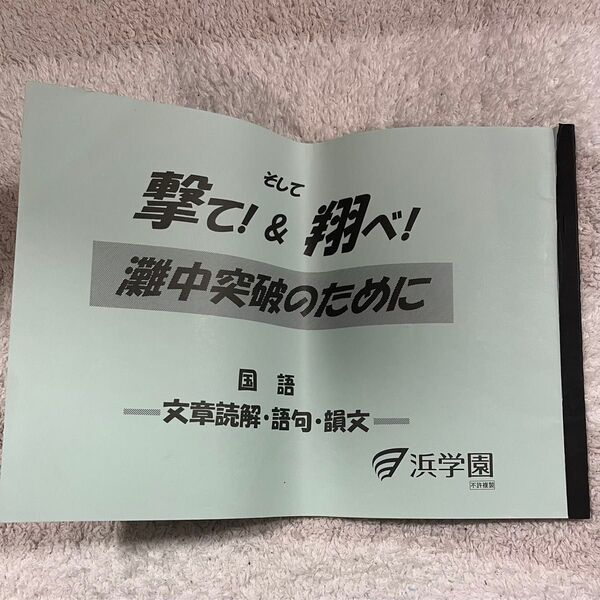 そして
撃て!&翔べ!
灘中突破のために
国語
文章読解・語句・韻文
浜学園
不許複製